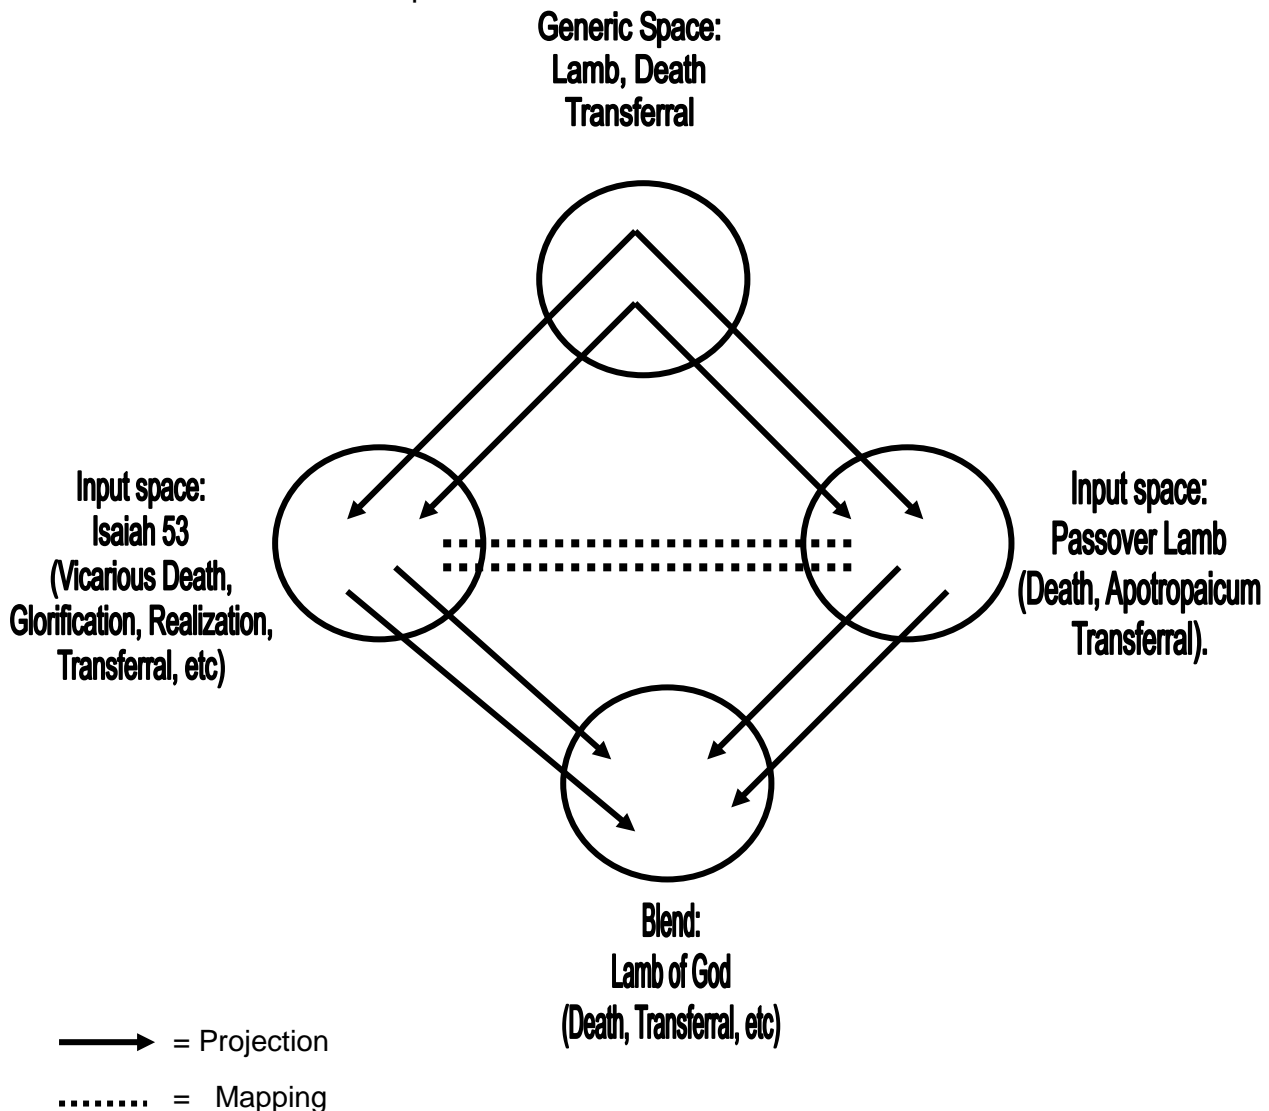 Generic Space:
Lamb, Death
Transferral
Input space:
Isaiah 53
(Vicarious Death,
Glorification, Realization,
Transferral, etc)
Input space:
Passover Lamb
(Death, Apotropaicum
Transferral).
Blend:
Lamb of God
(Death, Transferral, etc)
= Projection
= Mapping